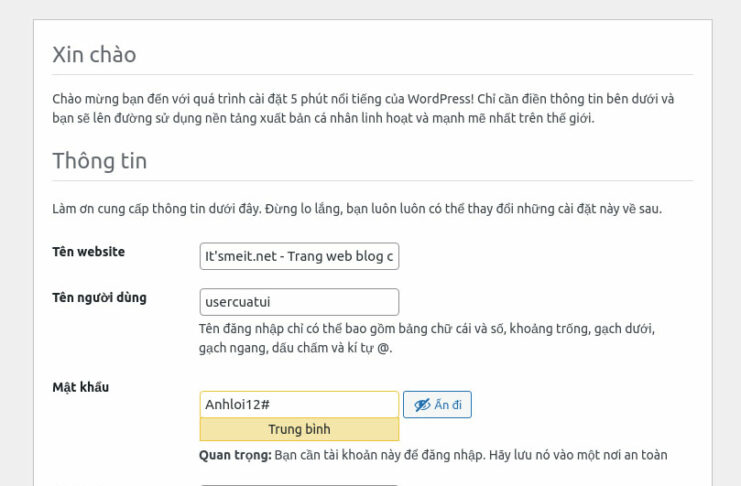 Xin chào
Chào mừng bạn đến với quá trình cài đặt 5 phút nổi tiếng của WordPress! Chỉ cần điền thông tin bên dưới và
bạn sẽ lên đường sử dụng nền tảng xuất bản cá nhân linh hoạt và mạnh mẽ nhất trên thế giới.
Thông tin
Làm ơn cung cấp thông tin dưới đây. Đừng lo lắng, bạn luôn luôn có thể thay đổi những cài đặt này về sau.
Tên website
It'smeit.net - Trang web blog c
Tên người dùng
usercuatui
Tên đăng nhập chỉ có thể bao gồm bảng chữ cái và số, khoảng trống, gạch dưới,
gạch ngang, dấu chấm và kí tự @.
Mật khẩu
Anhloi12#
Ẩn đi
Trung bình
Quan trọng: Bạn cần tài khoản này để đăng nhập. Hãy lưu nó vào một nơi an toàn